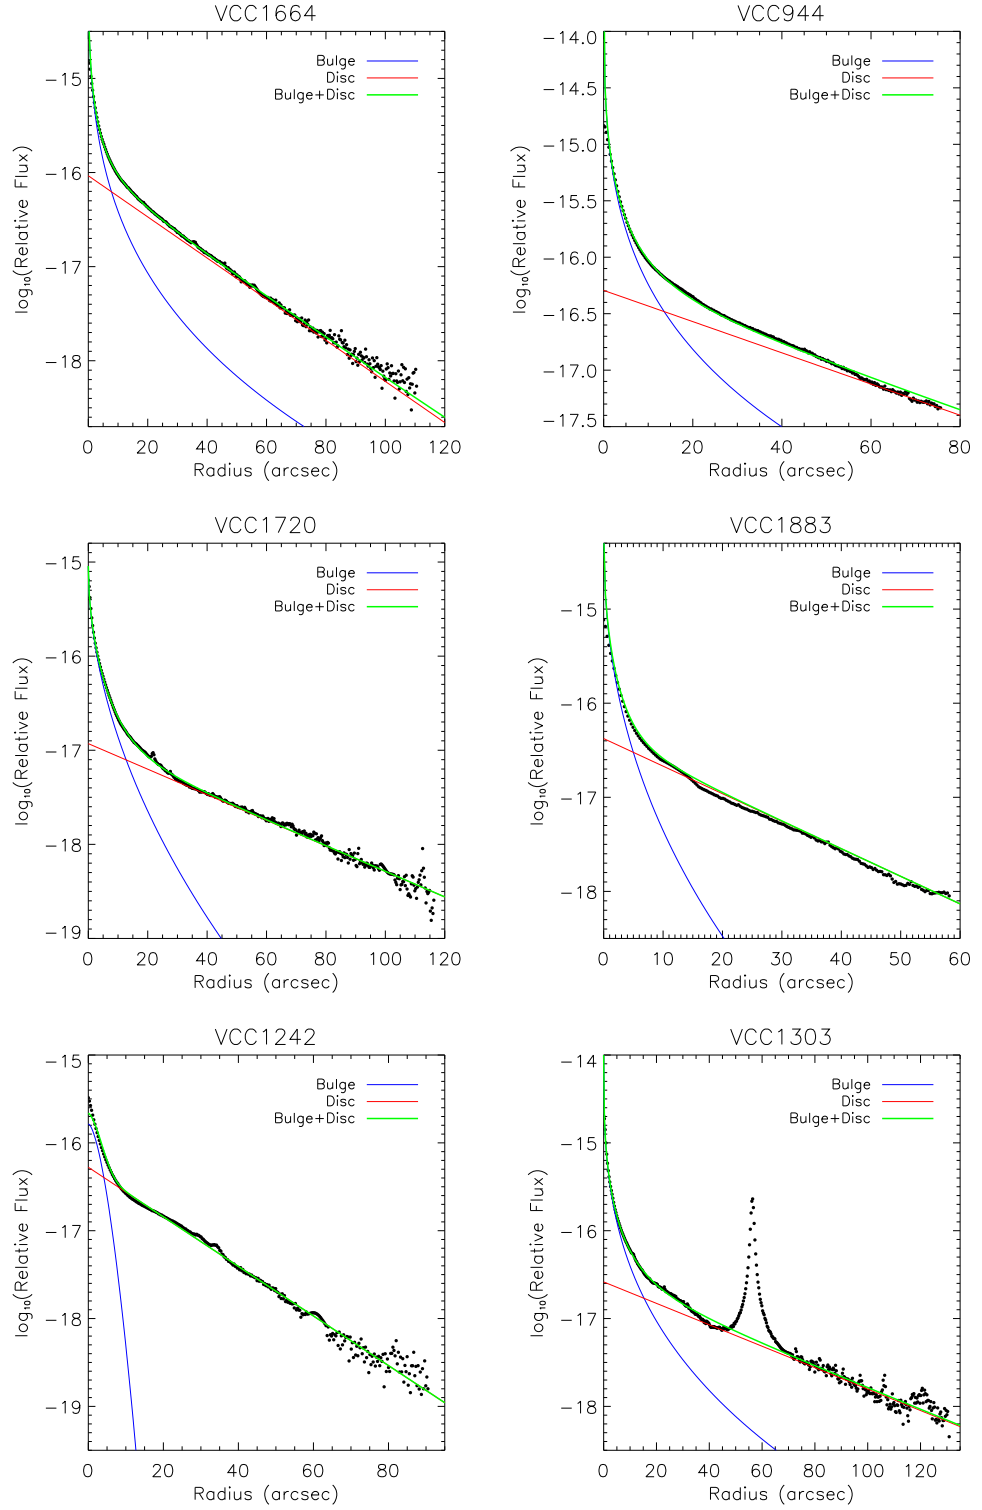 VCC1664
Bulge
Disc
Bulge+Disc
log₁₀(Relative Flux)
−15
−16
−17
−18
0 20 40 60 80 100 120
Radius (arcsec)
VCC944
Bulge
Disc
Bulge+Disc
log₁₀(Relative Flux)
−14.0
−14.5
−15.0
−15.5
−16.0
−16.5
−17.0
−17.5
0 20 40 60 80
Radius (arcsec)
VCC1720
Bulge
Disc
Bulge+Disc
log₁₀(Relative Flux)
−15
−16
−17
−18
−19
0 20 40 60 80 100 120
Radius (arcsec)
VCC1883
Bulge
Disc
Bulge+Disc
log₁₀(Relative Flux)
−15
−16
−17
−18
0 10 20 30 40 50 60
Radius (arcsec)
VCC1242
Bulge
Disc
Bulge+Disc
log₁₀(Relative Flux)
−15
−16
−17
−18
−19
0 20 40 60 80
Radius (arcsec)
VCC1303
Bulge
Disc
Bulge+Disc
log₁₀(Relative Flux)
−14
−15
−16
−17
−18
0 20 40 60 80 100 120
Radius (arcsec)